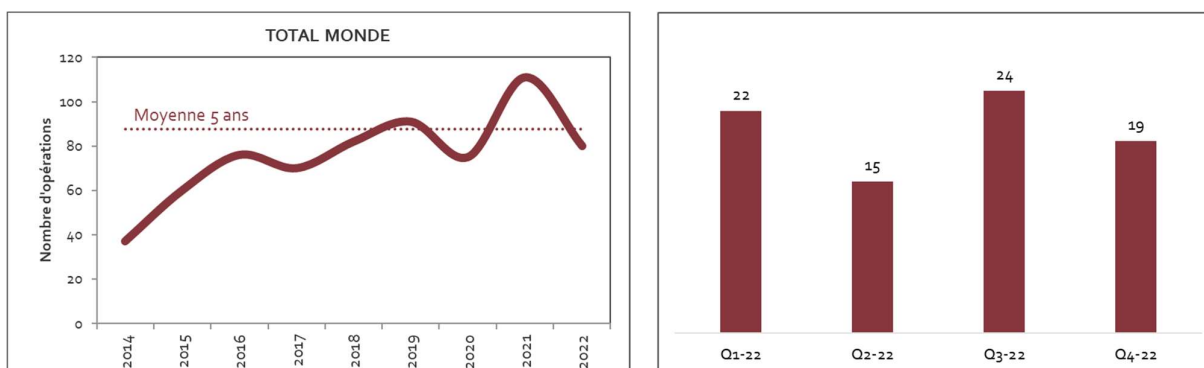 TOTAL MONDE
120
100
80
60
40
20
0
Nombre d'opérations
Moyenne 5 ans
2014
2015
2016
2017
2018
2019
2020
2021
2022
22
15
24
19
Q1-22
Q2-22
Q3-22
Q4-22